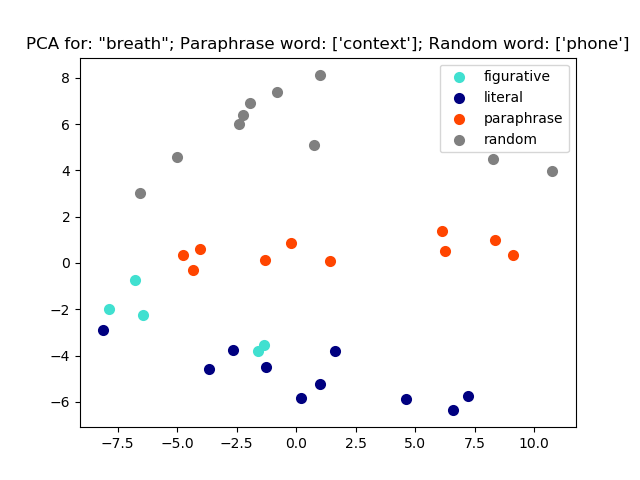 PCA for: "breath"; Paraphrase word: ['context']; Random word: ['phone']
figurative
literal
paraphrase
random
8
6
4
2
0
−2
−4
−6
−7.5 −5.0 −2.5 0.0 2.5 5.0 7.5 10.0